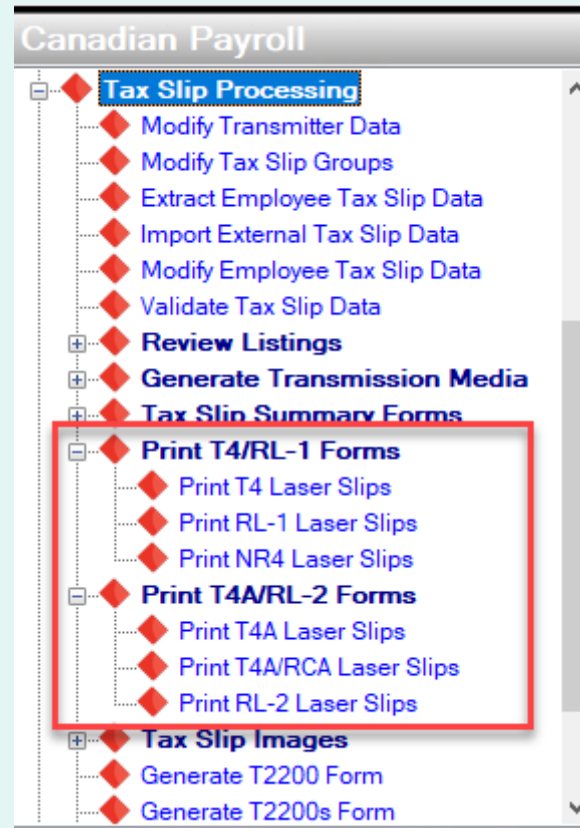 Canadian Payroll
Tax Slip Processing
Modify Transmitter Data
Modify Tax Slip Groups
Extract Employee Tax Slip Data
Import External Tax Slip Data
Modify Employee Tax Slip Data
Validate Tax Slip Data
Review Listings
Generate Transmission Media
Tax Slip Summary Forms
Print T4/RL-1 Forms
Print T4 Laser Slips
Print RL-1 Laser Slips
Print NR4 Laser Slips
Print T4A/RL-2 Forms
Print T4A Laser Slips
Print T4A/RCA Laser Slips
Print RL-2 Laser Slips
Tax Slip Images
Generate T2200 Form
Generate T2200s Form